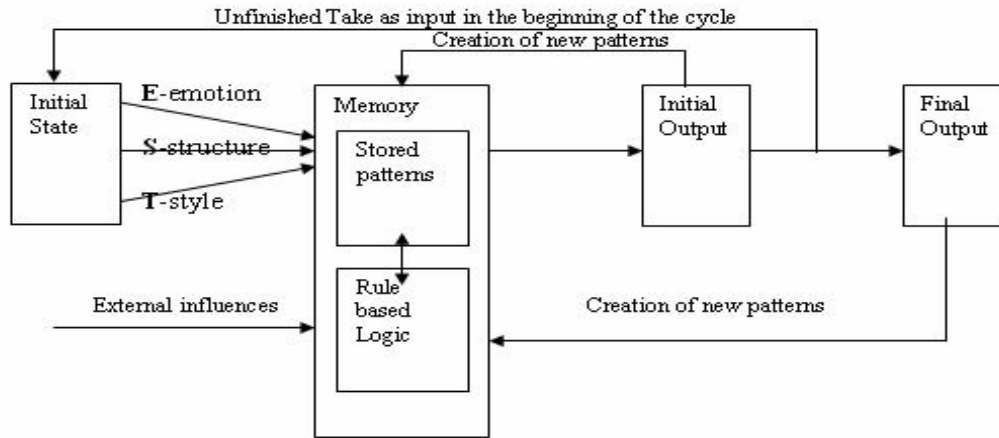 Unfinished Take as input in the beginning of the cycle
Creation of new patterns
Initial
State
E-emotion
S-structure
T-style
Memory
Stored
patterns
Rule
based
Logic
External influences
Initial
Output
Final
Output
Creation of new patterns